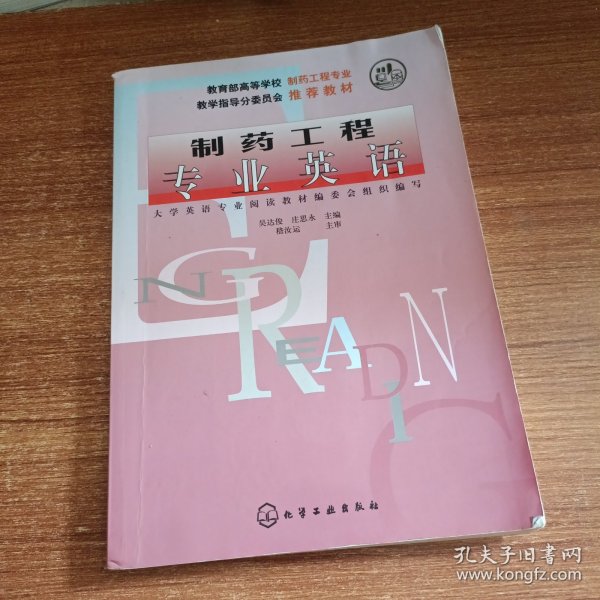 教育部高等学校 制药工程专业
教学指导分委员会 推荐教材
制药工程
专业英语
大学英语专业阅读教材编委会组织编写
吴达俊 庄思永 主编
嵇汝运 主审
NG
READING
化学工业出版社
孔夫子旧书网
www.kongfz.com